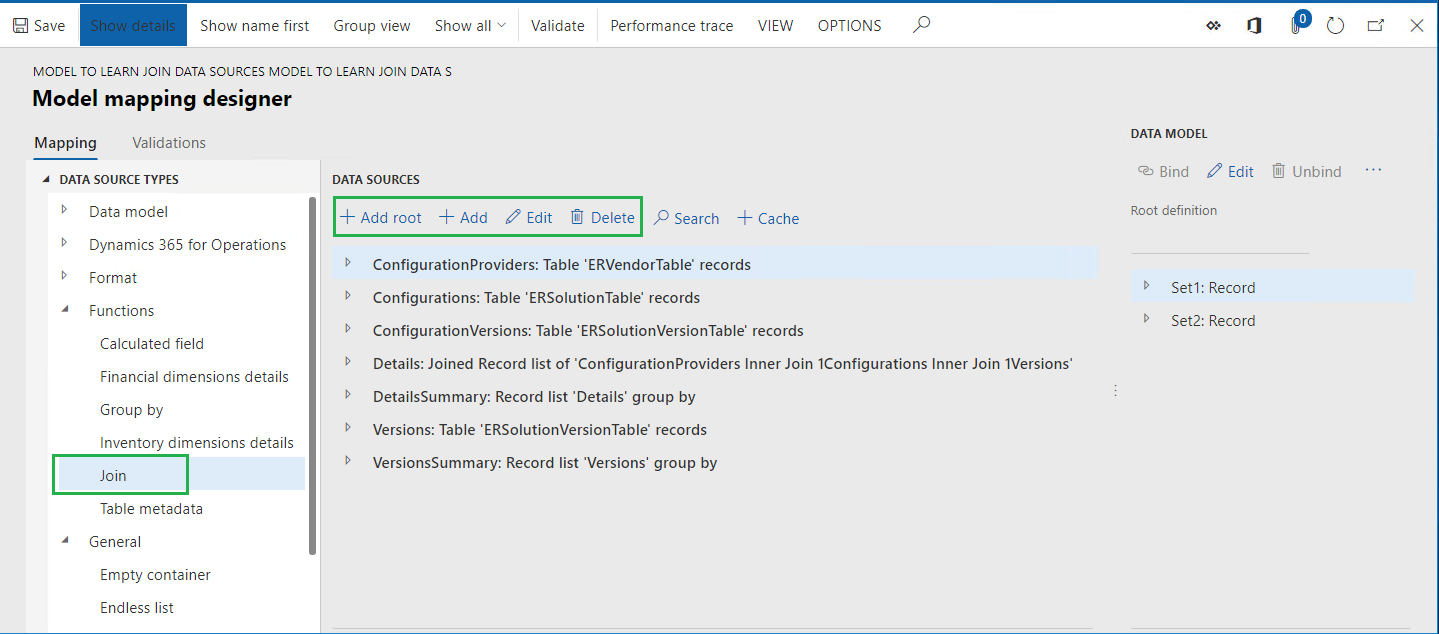 Save Show details Show name first Group view Show all Validate Performance trace VIEW OPTIONS 0
MODEL TO LEARN JOIN DATA SOURCES MODEL TO LEARN JOIN DATA S
Model mapping designer
Mapping Validations
DATA SOURCE TYPES
Data model
Dynamics 365 for Operations
Format
Functions
Calculated field
Financial dimensions details
Group by
Inventory dimensions details
Join
Table metadata
General
Empty container
Endless list
DATA SOURCES
Add root Add Edit Delete Search Cache
ConfigurationProviders: Table 'ERVendorTable' records
Configurations: Table 'ERSolutionTable' records
ConfigurationVersions: Table 'ERSolutionVersionTable' records
Details: Joined Record list of 'ConfigurationProviders Inner Join 1Configurations Inner Join 1Versions'
DetailsSummary: Record list 'Details' group by
Versions: Table 'ERSolutionVersionTable' records
VersionsSummary: Record list 'Versions' group by
DATA MODEL
Bind Edit Unbind ···
Root definition
Set1: Record
Set2: Record